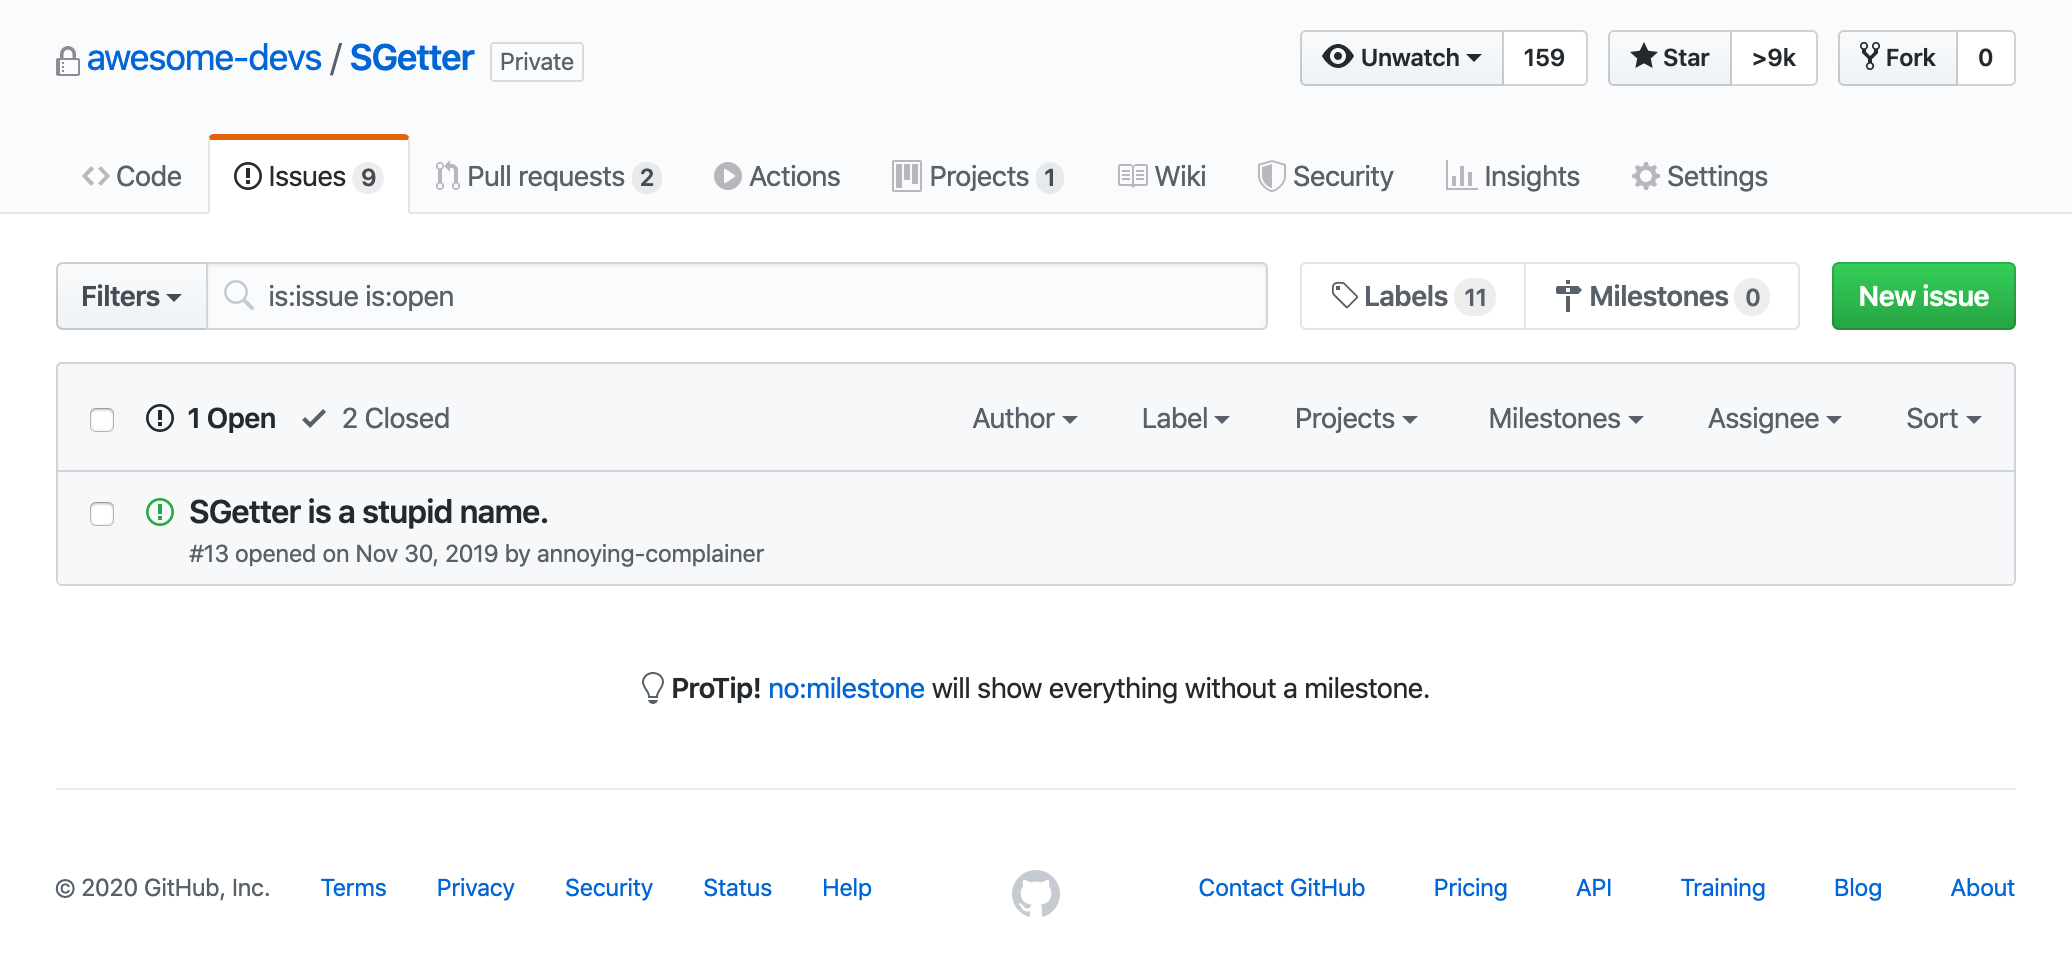 awesome-devs / SGetter Private Unwatch 159 Star >9k Fork 0
Code Issues 9 Pull requests 2 Actions Projects 1 Wiki Security Insights Settings
Filters is:issue is:open Labels 11 Milestones 0 New issue
1 Open 2 Closed Author Label Projects Milestones Assignee Sort
SGetter is a stupid name.
#13 opened on Nov 30, 2019 by annoying-complainer
ProTip! no:milestone will show everything without a milestone.
© 2020 GitHub, Inc. Terms Privacy Security Status Help Contact GitHub Pricing API Training Blog About